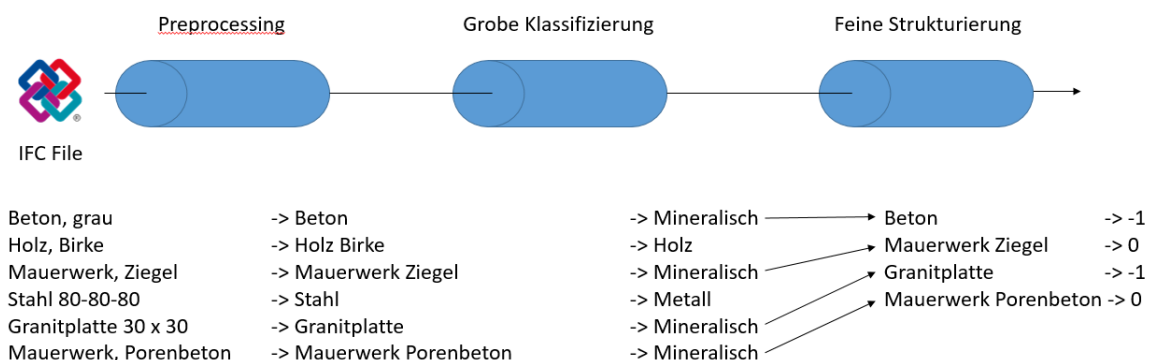 Preprocessing Grobe Klassifizierung Feine Strukturierung
®
IFC File
Beton, grau -> Beton -> Mineralisch Beton -> -1
Holz, Birke -> Holz Birke -> Holz Mauerwerk Ziegel -> 0
Mauerwerk, Ziegel -> Mauerwerk Ziegel -> Mineralisch Granitplatte -> -1
Stahl 80-80-80 -> Stahl -> Metall Mauerwerk Porenbeton -> 0
Granitplatte 30 x 30 -> Granitplatte -> Mineralisch
Mauerwerk, Porenbeton -> Mauerwerk Porenbeton -> Mineralisch